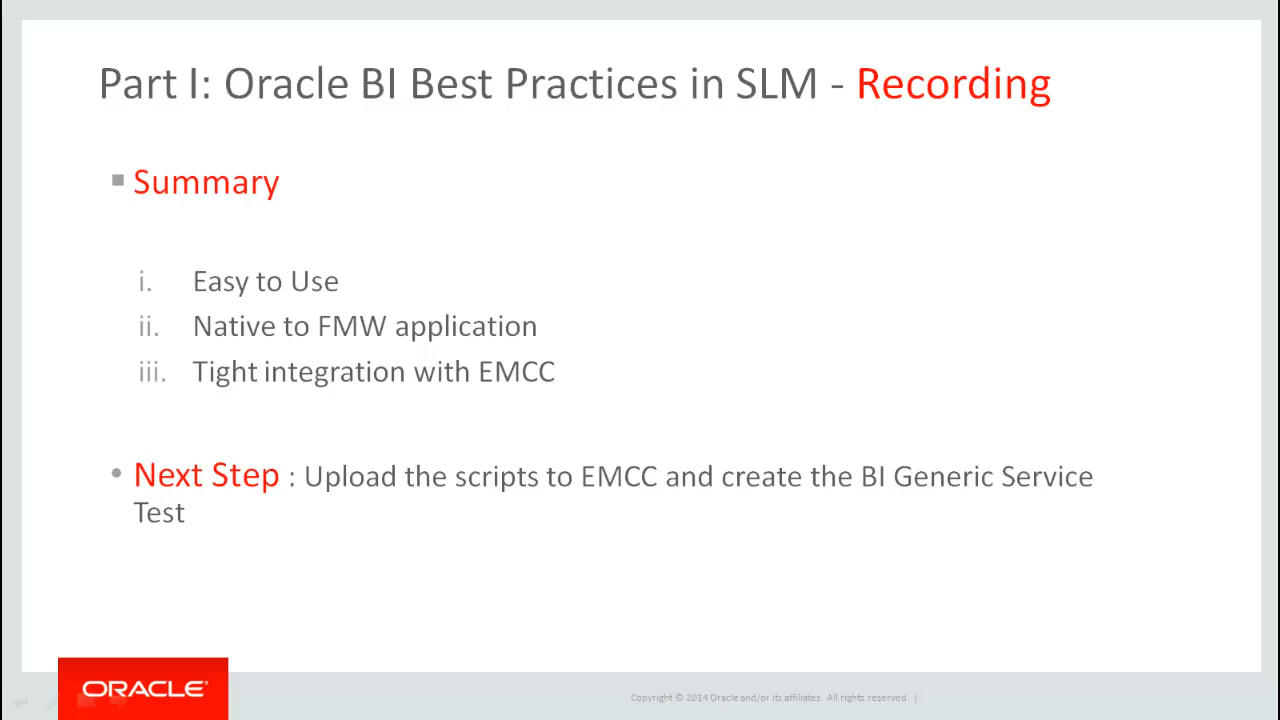 Part I: Oracle BI Best Practices in SLM - Recording
Summary
i. Easy to Use
ii. Native to FMW application
iii. Tight integration with EMCC
Next Step : Upload the scripts to EMCC and create the BI Generic Service
Test
ORACLE®
Copyright © 2014 Oracle and/or its affiliates. All rights reserved |